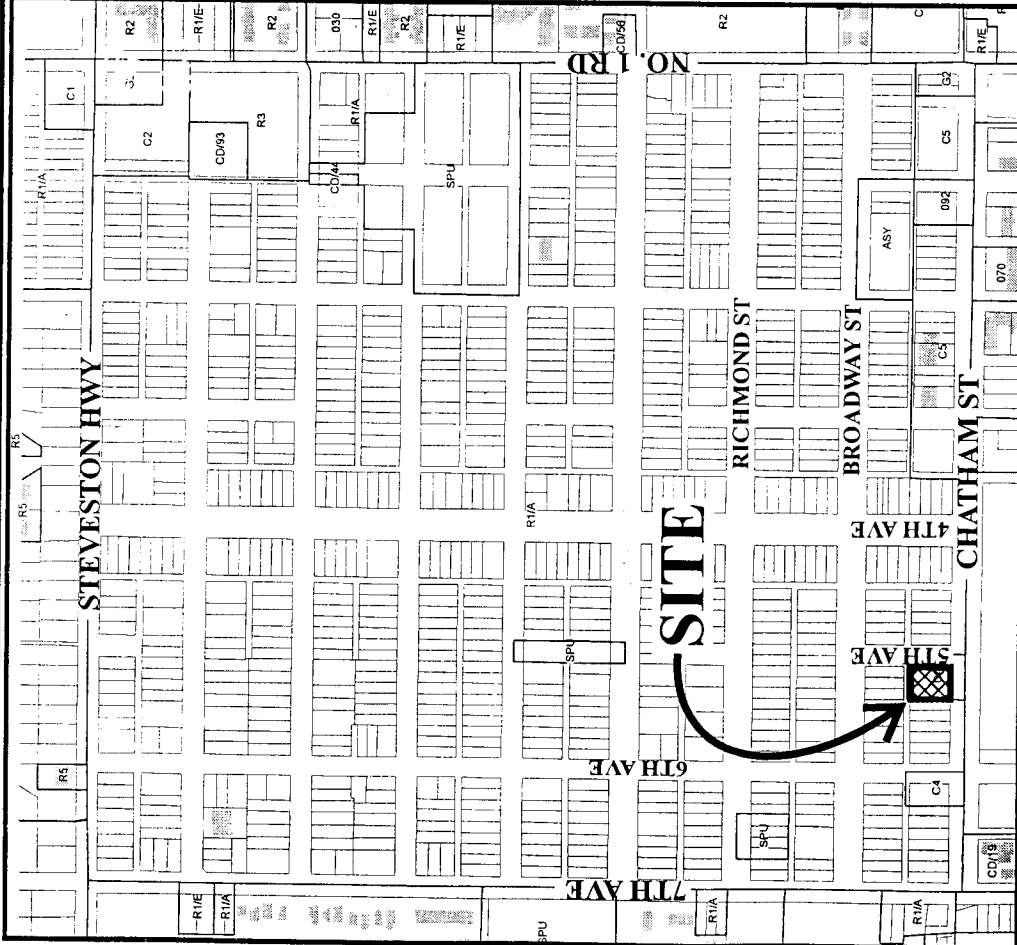 R2
R1/E
R2
030
R1/E
R2
R1/E
CD/58
R2
C
R1/E
NO. 1 RD
C1
C2
CD/93
R3
R1/A
CD/44
SPU
G2
C5
092
ASY
070
C5
R1/A
R5
R5
STEVESTON HWY
RICHMOND ST
BROADWAY ST
CHATHAM ST
R1/A
4TH AVE
SITE
5TH AVE
SPU
6TH AVE
R5
SPU
C4
CD/19
7TH AVE
R1/E
R1/A
SPU
R1/A
R1/A